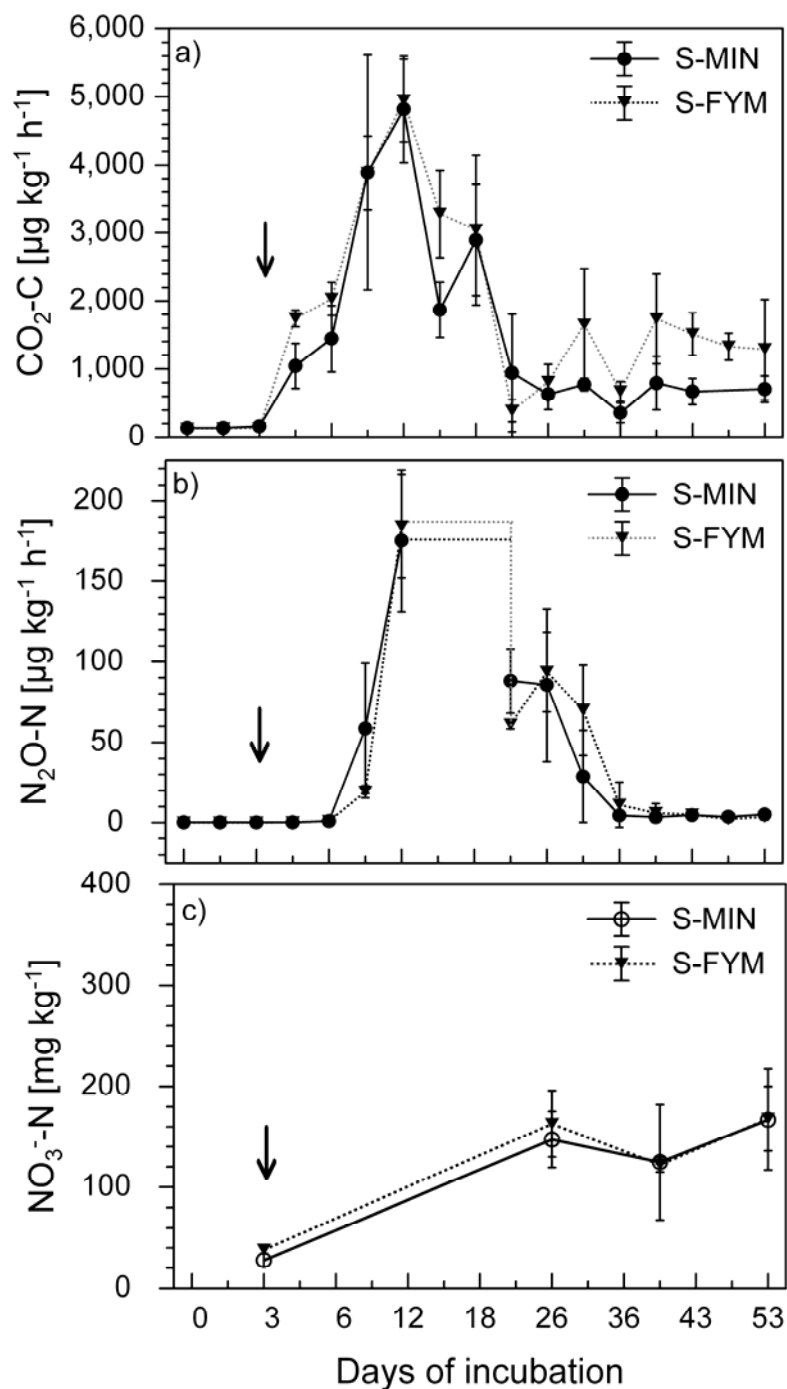 a)
S-MIN
S-FYM
CO₂-C [µg kg⁻¹ h⁻¹]
6,000
5,000
4,000
3,000
2,000
1,000
0
b)
S-MIN
S-FYM
N₂O-N [µg kg⁻¹ h⁻¹]
200
150
100
50
0
c)
S-MIN
S-FYM
NO₃⁻-N [mg kg⁻¹]
400
300
200
100
0
0 3 6 12 18 26 36 43 53
Days of incubation